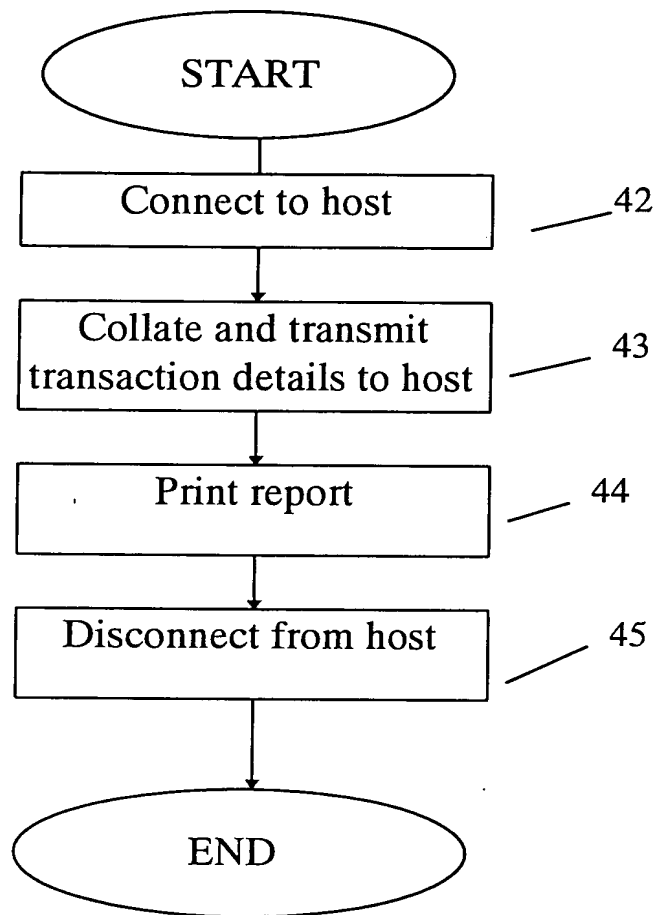 START
Connect to host
42
Collate and transmit
transaction details to host
43
Print report
44
Disconnect from host
45
END